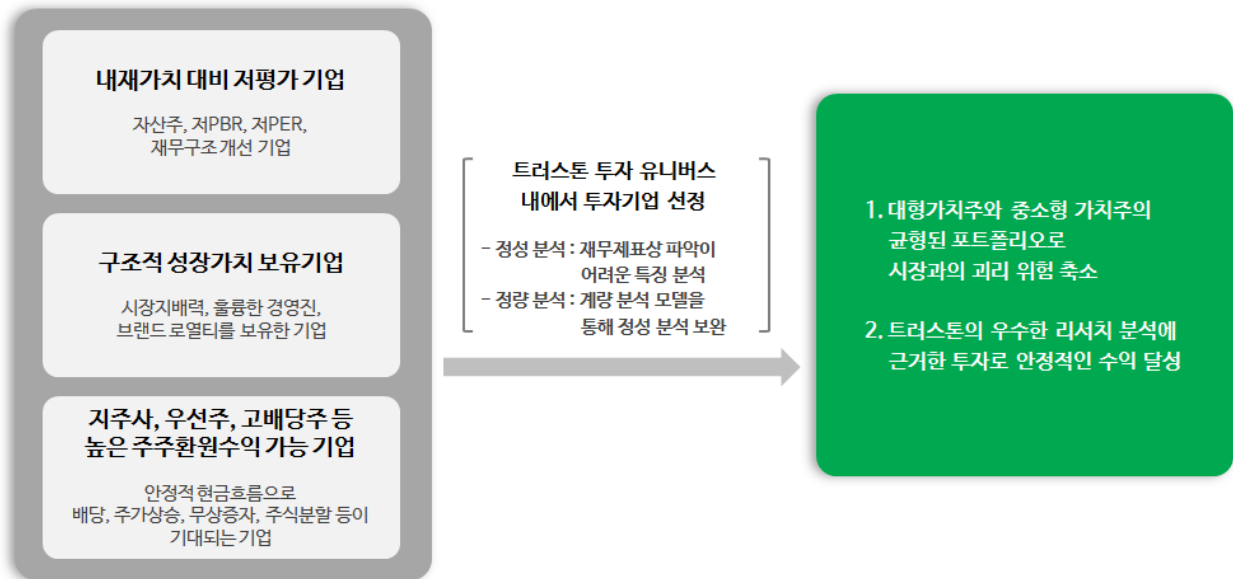 내재가치 대비 저평가 기업
자산주, 저PBR, 저PER,
재무구조 개선 기업
구조적 성장가치 보유기업
시장지배력, 훌륭한 경영진,
브랜드 로열티를 보유한 기업
지주사, 우선주, 고배당주 등
높은 주주환원수익 가능 기업
안정적 현금흐름으로
배당, 주가상승, 무상증자, 주식분할 등이
기대되는 기업
트러스톤 투자 유니버스
내에서 투자기업 선정
- 정성 분석 : 재무제표상 파악이
어려운 특징 분석
- 정량 분석 : 계량 분석 모델을
통해 정성 분석 보완
1. 대형가치주와 중소형 가치주의
균형된 포트폴리오로
시장과의 괴리 위험 축소
2. 트러스톤의 우수한 리서치 분석에
근거한 투자로 안정적인 수익 달성